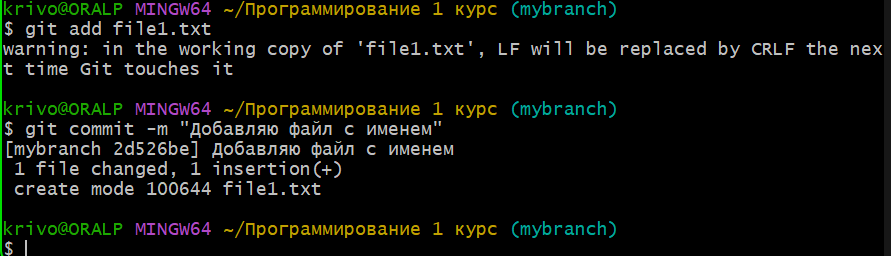 krivo@ORALP MINGW64 ~/Программирование 1 курс (mybranch)
$ git add file1.txt
warning: in the working copy of 'file1.txt', LF will be replaced by CRLF the nex
t time Git touches it
krivo@ORALP MINGW64 ~/Программирование 1 курс (mybranch)
$ git commit -m "Добавляю файл с именем"
[mybranch 2d526be] Добавляю файл с именем
 1 file changed, 1 insertion(+)
 create mode 100644 file1.txt
krivo@ORALP MINGW64 ~/Программирование 1 курс (mybranch)
$